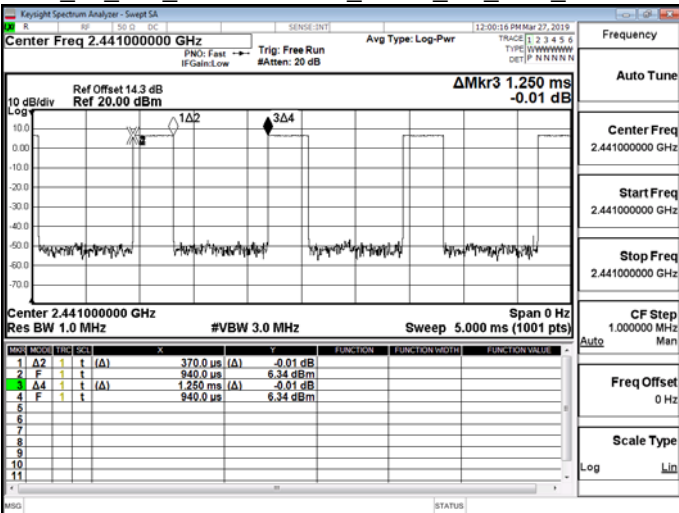 Keysight Spectrum Analyzer - Swept SA
R RF 50 Ω DC SENSE:INT 12:00:16 PM Mar 27, 2019
Center Freq 2.441000000 GHz
PNO: Fast
IFGain:Low
Trig: Free Run
#Atten: 20 dB
Avg Type: Log-Pwr
TRACE 1 2 3 4 5 6
TYPE WWWWWW
DET P N N N N N
Ref Offset 14.3 dB
10 dB/div Ref 20.00 dBm
Log
ΔMkr3 1.250 ms
-0.01 dB
1Δ2
3Δ4
10.0
0.00
-10.0
-20.0
-30.0
-40.0
-50.0
-60.0
-70.0
Center 2.441000000 GHz Span 0 Hz
Res BW 1.0 MHz #VBW 3.0 MHz Sweep 5.000 ms (1001 pts)
MKR MODE TRC SCL X Y FUNCTION FUNCTION WIDTH FUNCTION VALUE
1 Δ2 1 t (Δ) 370.0 µs (Δ) -0.01 dB
2 F 1 t 940.0 µs 6.34 dBm
3 Δ4 1 t (Δ) 1.250 ms (Δ) -0.01 dB
4 F 1 t 940.0 µs 6.34 dBm
5
6
7
8
9
10
11
MSG STATUS
Frequency
Auto Tune
Center Freq
2.441000000 GHz
Start Freq
2.441000000 GHz
Stop Freq
2.441000000 GHz
CF Step
1.000000 MHz
Auto Man
Freq Offset
0 Hz
Scale Type
Log Lin